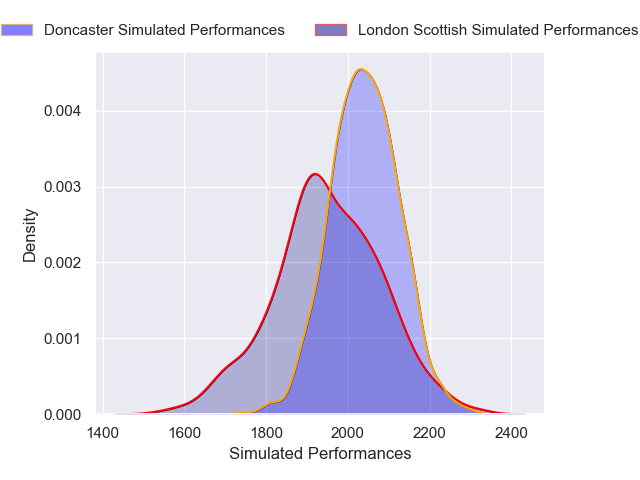 Doncaster Simulated Performances London Scottish Simulated Performances
0.004
0.003
0.002
0.001
0.000
Density
1400 1600 1800 2000 2200 2400
Simulated Performances